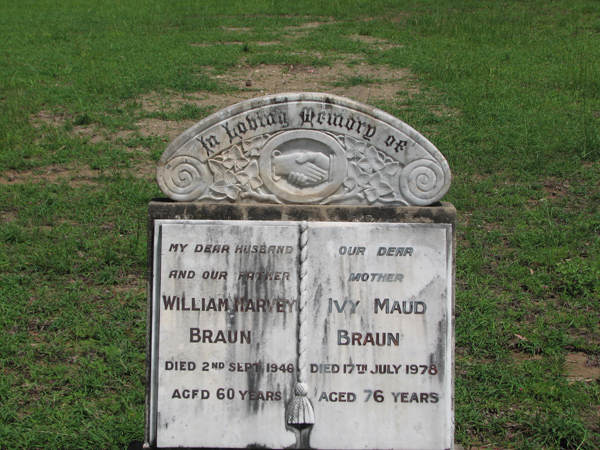 In Loving Memory of
MY DEAR HUSBAND
AND OUR FATHER
WILLIAM HARVEY
BRAUN
DIED 2ND SEPT. 1946
AGED 60 YEARS
OUR DEAR
MOTHER
IVY MAUD
BRAUN
DIED 17TH JULY 1978
AGED 76 YEARS